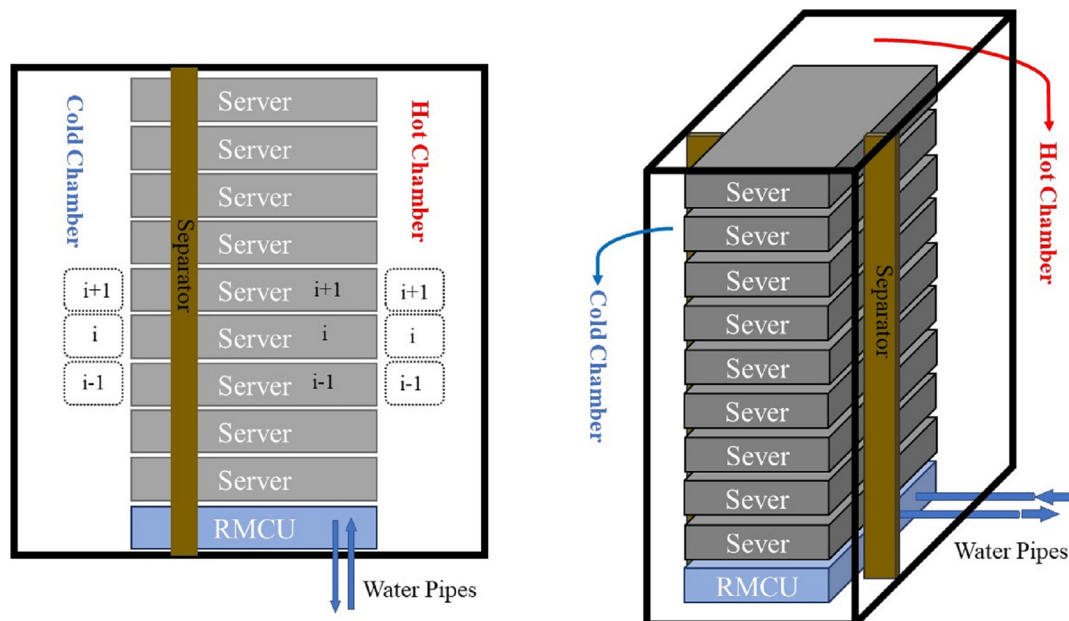 Server
Server
Server
Server
i+1 Server i+1 i+1
i Server i i
i-1 Server i-1 i-1
Server
Server
RMCU
Cold Chamber
Separator
Hot Chamber
Water Pipes
Sever
Sever
Sever
Sever
Sever
Sever
Sever
Sever
Sever
RMCU
Cold Chamber
Separator
Hot Chamber
Water Pipes